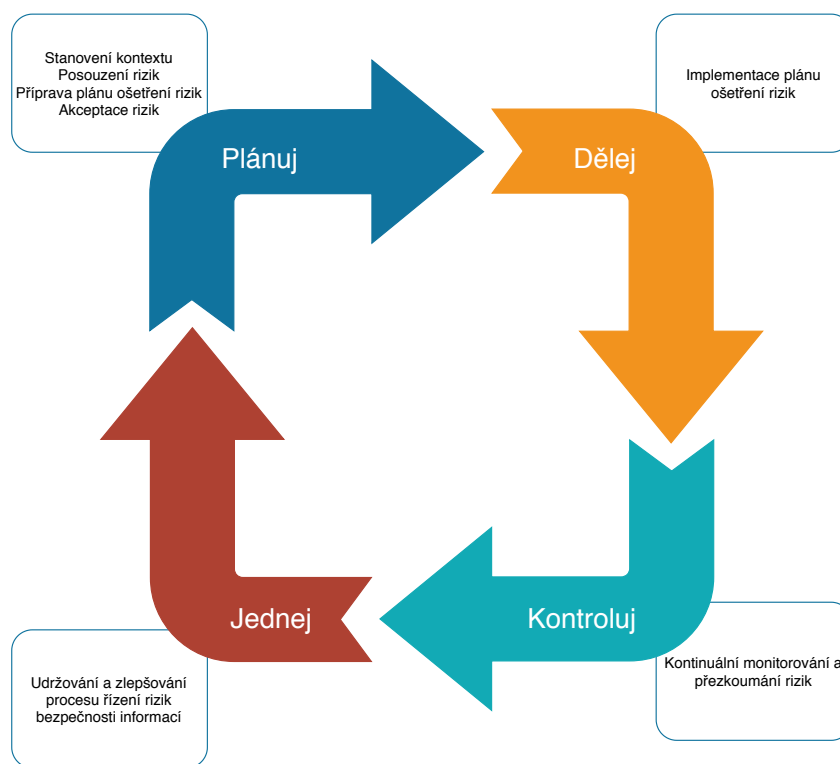 Stanovení kontextu
Posouzení rizik
Příprava plánu ošetření rizik
Akceptace rizik
Implementace plánu
ošetření rizik
Plánuj
Dělej
Jednej
Kontroluj
Udržování a zlepšování
procesu řízení rizik
bezpečnosti informací
Kontinuální monitorování a
přezkoumání rizik